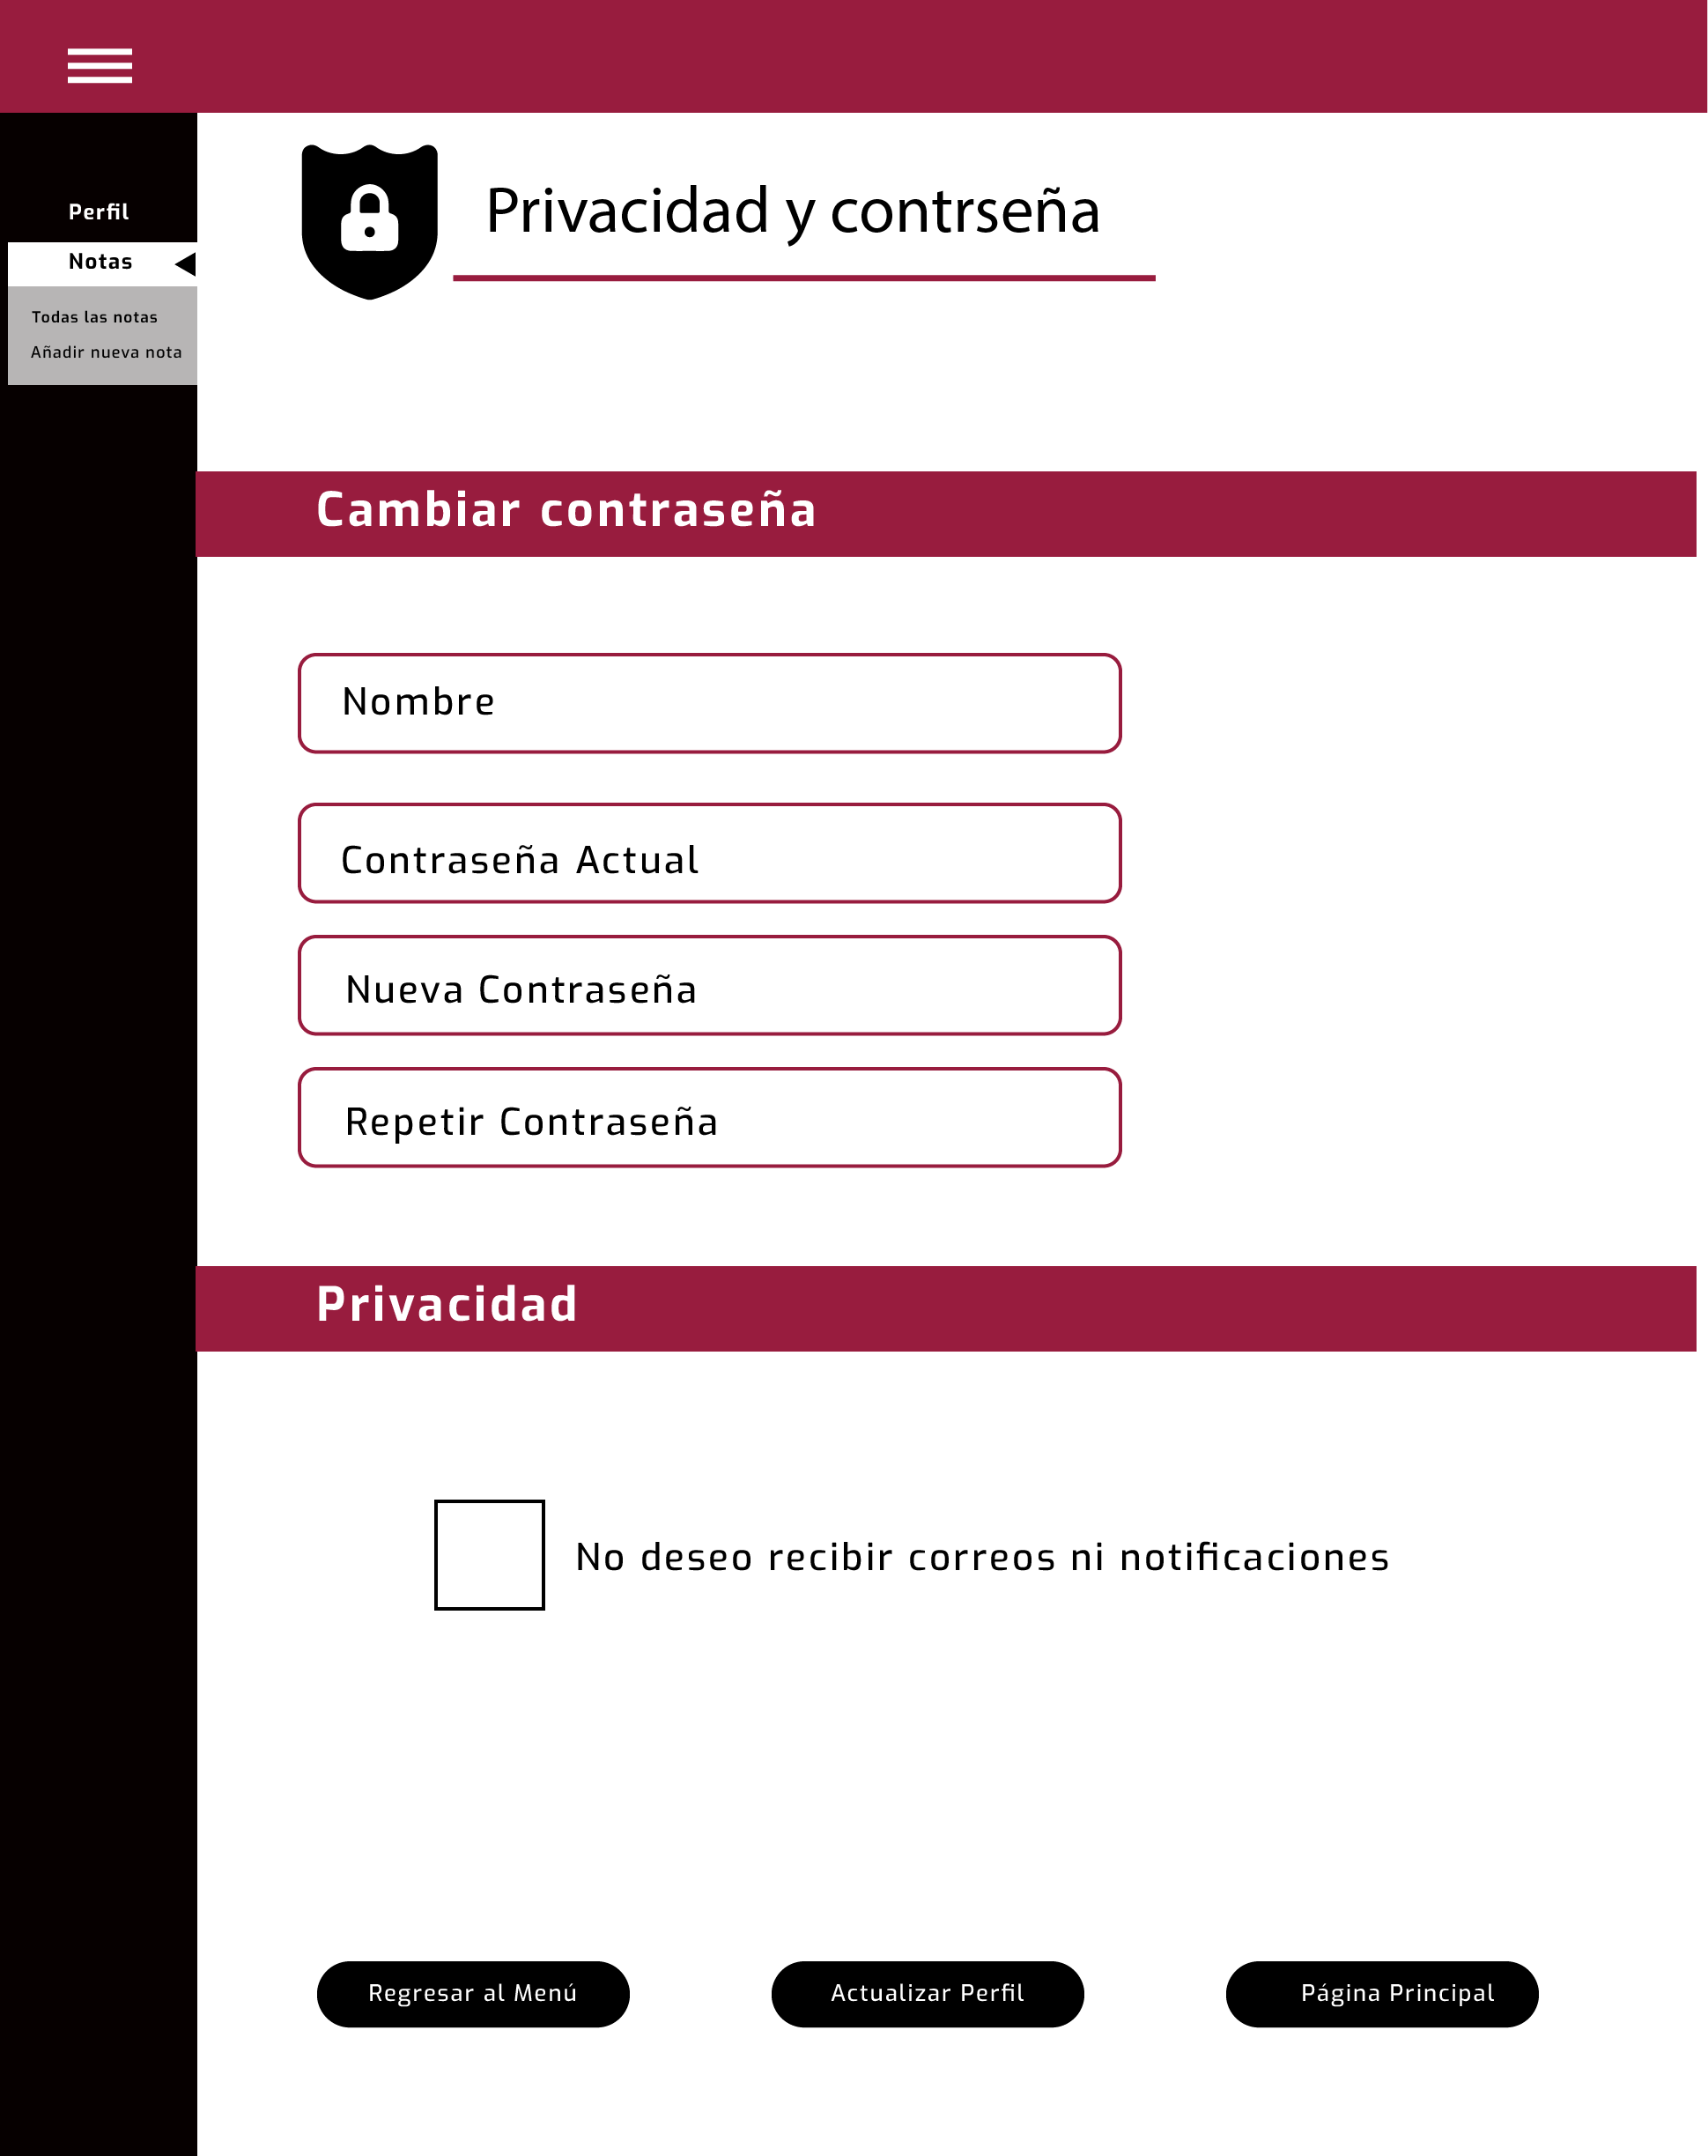 Perfil
Notas
Todas las notas
Añadir nueva nota
Privacidad y contrseña
Cambiar contraseña
Nombre
Contraseña Actual
Nueva Contraseña
Repetir Contraseña
Privacidad
No deseo recibir correos ni notificaciones
Regresar al Menú
Actualizar Perfil
Página Principal